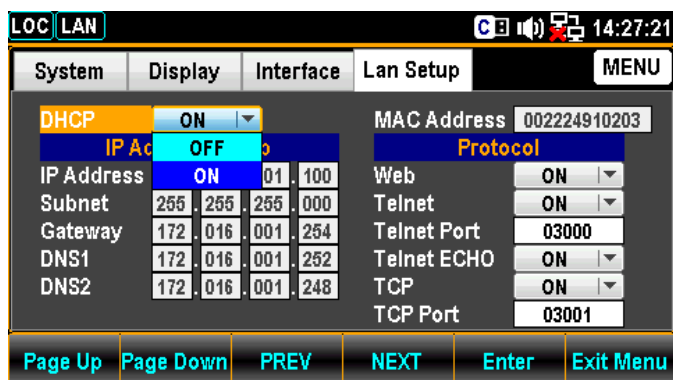 LOC LAN C 14:27:21
System Display Interface Lan Setup MENU
DHCP ON MAC Address 002224910203
IP Ad OFF Protocol
IP Address ON 01 . 100 Web ON
Subnet 255 . 255 . 255 . 000 Telnet ON
Gateway 172 . 016 . 001 . 254 Telnet Port 03000
DNS1 172 . 016 . 001 . 252 Telnet ECHO ON
DNS2 172 . 016 . 001 . 248 TCP ON
TCP Port 03001
Page Up Page Down PREV NEXT Enter Exit Menu